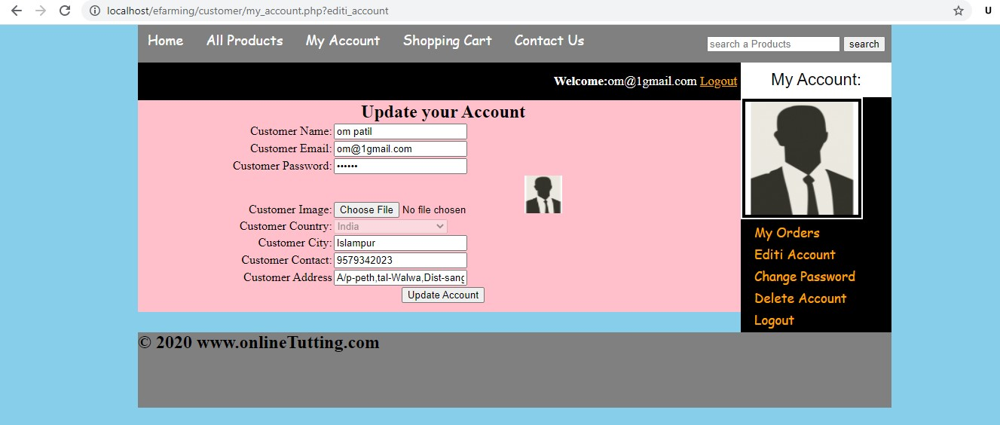 localhost/efarming/customer/my_account.php?editi_account
U
Home All Products My Account Shopping Cart Contact Us search a Products search
Welcome:om@1gmail.com Logout
My Account:
Update your Account
Customer Name: om patil
Customer Email: om@1gmail.com
Customer Password: ••••••
Customer Image: Choose File No file chosen
Customer Country: India
Customer City: Islampur
Customer Contact: 9579342023
Customer Address A/p-peth,tal-Walwa,Dist-sang
Update Account
My Orders
Editi Account
Change Password
Delete Account
Logout
© 2020 www.onlineTutting.com